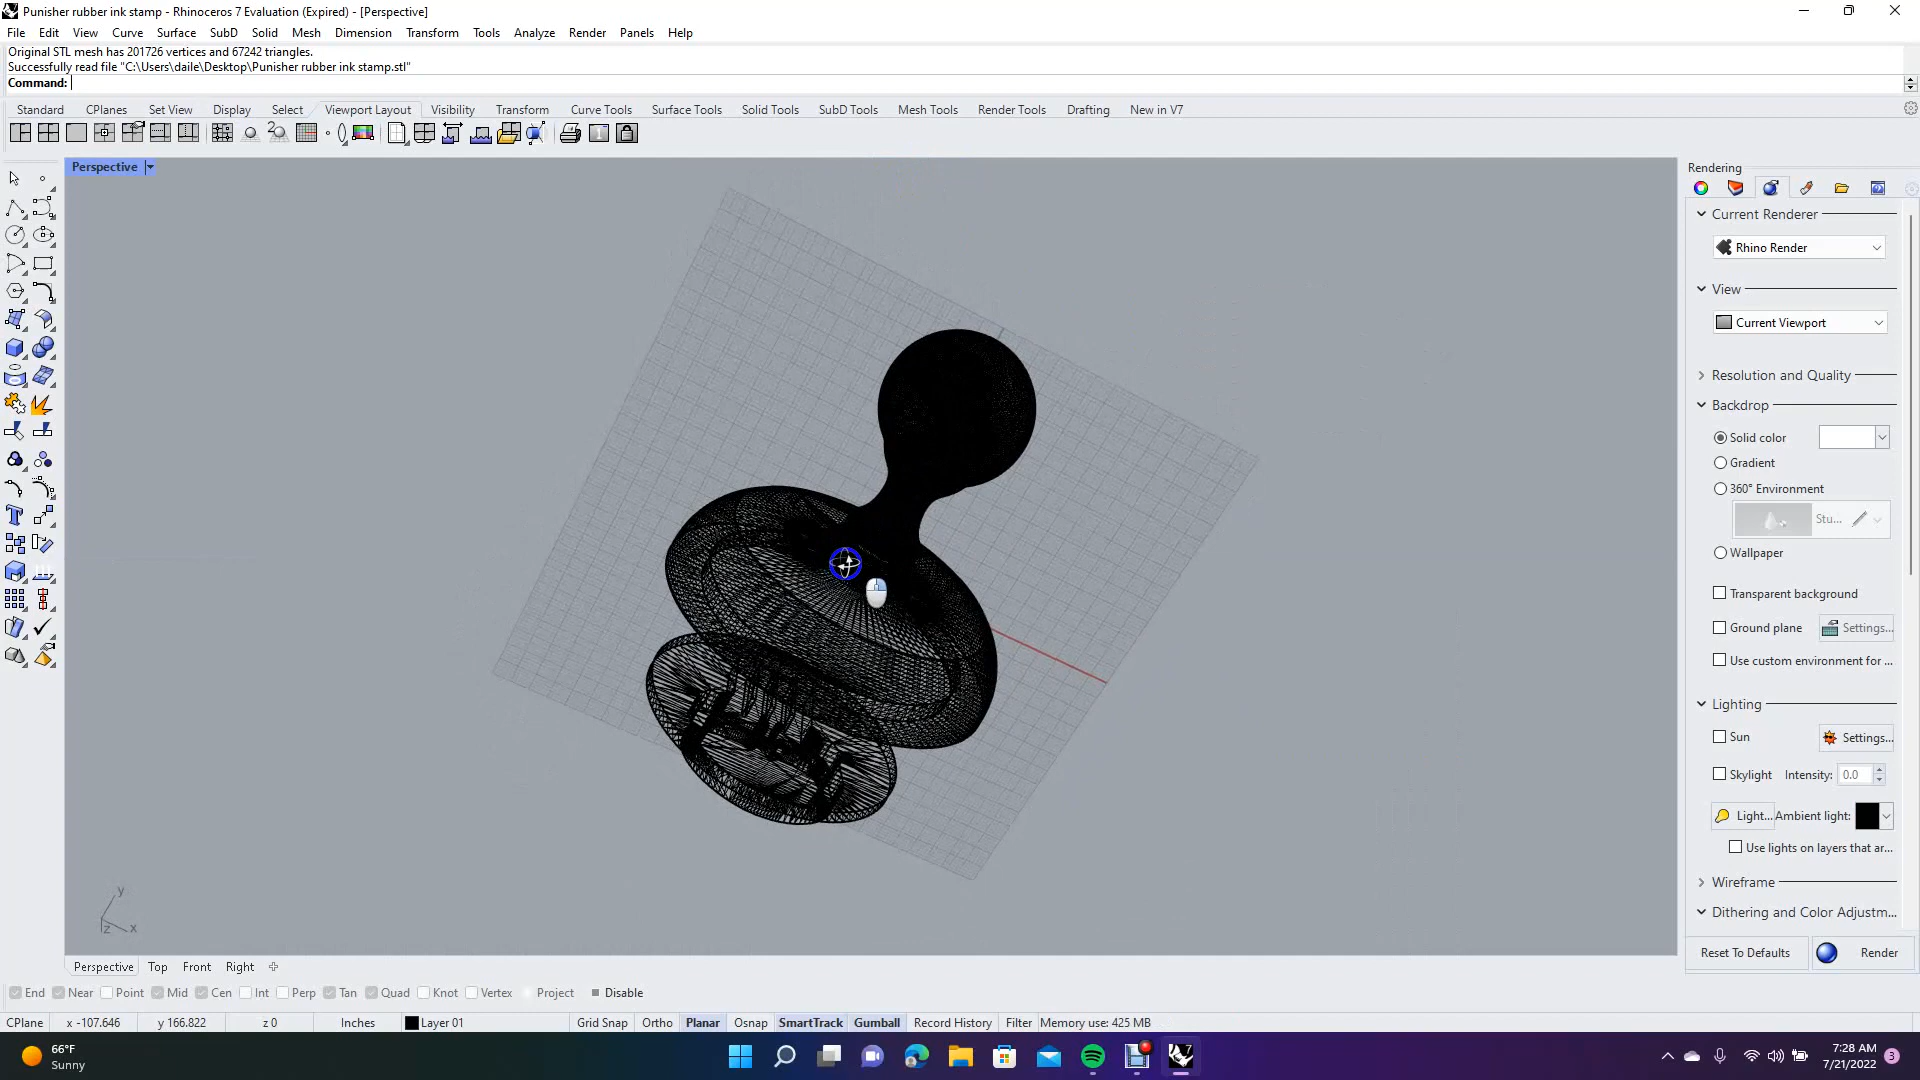 Punisher rubber ink stamp - Rhinoceros 7 Evaluation (Expired) - [Perspective]
File Edit View Curve Surface SubD Solid Mesh Dimension Transform Tools Analyze Render Panels Help
Original STL mesh has 201726 vertices and 67242 triangles.
Successfully read file "C:\Users\daile\Desktop\Punisher rubber ink stamp.stl"
Command:
Standard CPlanes Set View Display Select Viewport Layout Visibility Transform Curve Tools Surface Tools Solid Tools SubD Tools Mesh Tools Render Tools Drafting New in V7
Perspective
Rendering
Current Renderer
Rhino Render
View
Current Viewport
Resolution and Quality
Backdrop
Solid color
Gradient
360° Environment
Stu...
Wallpaper
Transparent background
Ground plane Settings...
Use custom environment for ...
Lighting
Sun Settings...
Skylight Intensity: 0.0
Light... Ambient light:
Use lights on layers that ar...
Wireframe
Dithering and Color Adjustm...
Reset To Defaults Render
y
z x
Perspective Top Front Right
End Near Point Mid Cen Int Perp Tan Quad Knot Vertex Project Disable
CPlane x -107.646 y 166.822 z 0 Inches Layer 01 Grid Snap Ortho Planar Osnap SmartTrack Gumball Record History Filter Memory use: 425 MB
66°F
Sunny
7:28 AM
7/21/2022
3